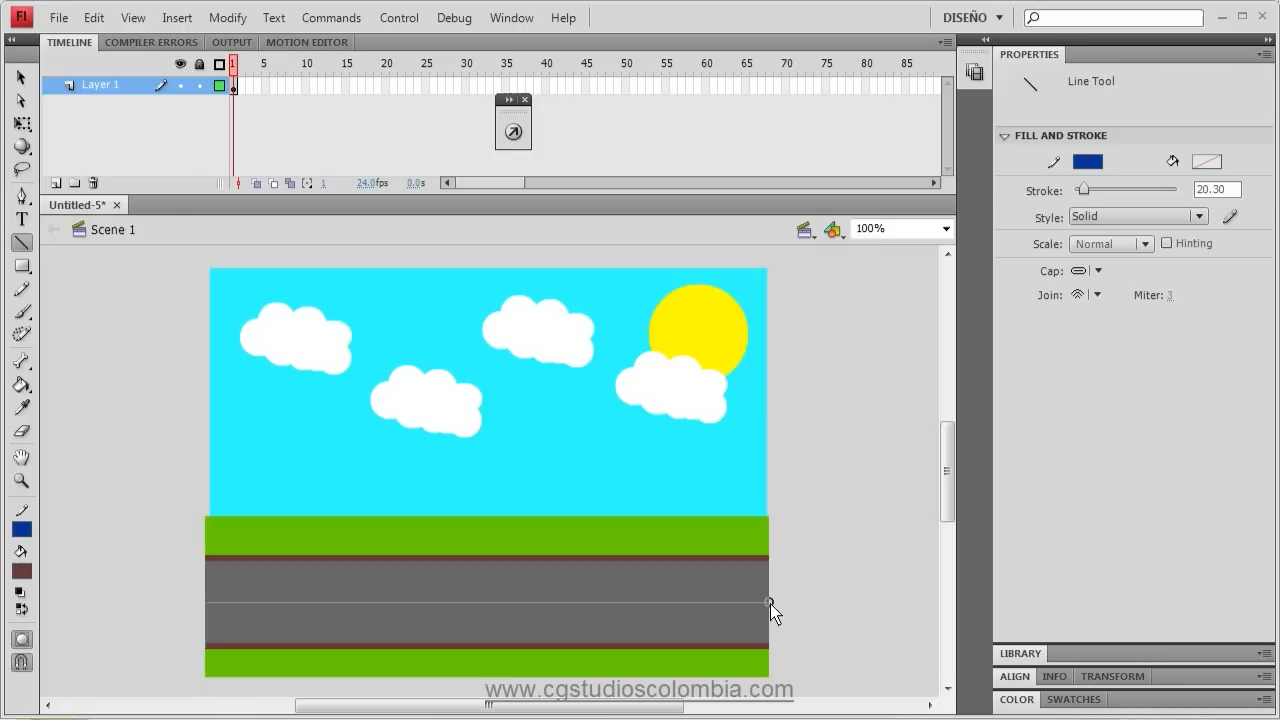 Fl File Edit View Insert Modify Text Commands Control Debug Window Help DISEÑO
TIMELINE COMPILER ERRORS OUTPUT MOTION EDITOR
1 5 10 15 20 25 30 35 40 45 50 55 60 65 70 75 80 85
Layer 1
1 24.0fps 0.0s
Untitled-5*
Scene 1 100%
PROPERTIES
Line Tool
FILL AND STROKE
Stroke: 20.30
Style: Solid
Scale: Normal Hinting
Cap:
Join: Miter: 3
LIBRARY
ALIGN INFO TRANSFORM
COLOR SWATCHES
www.cgstudioscolombia.com